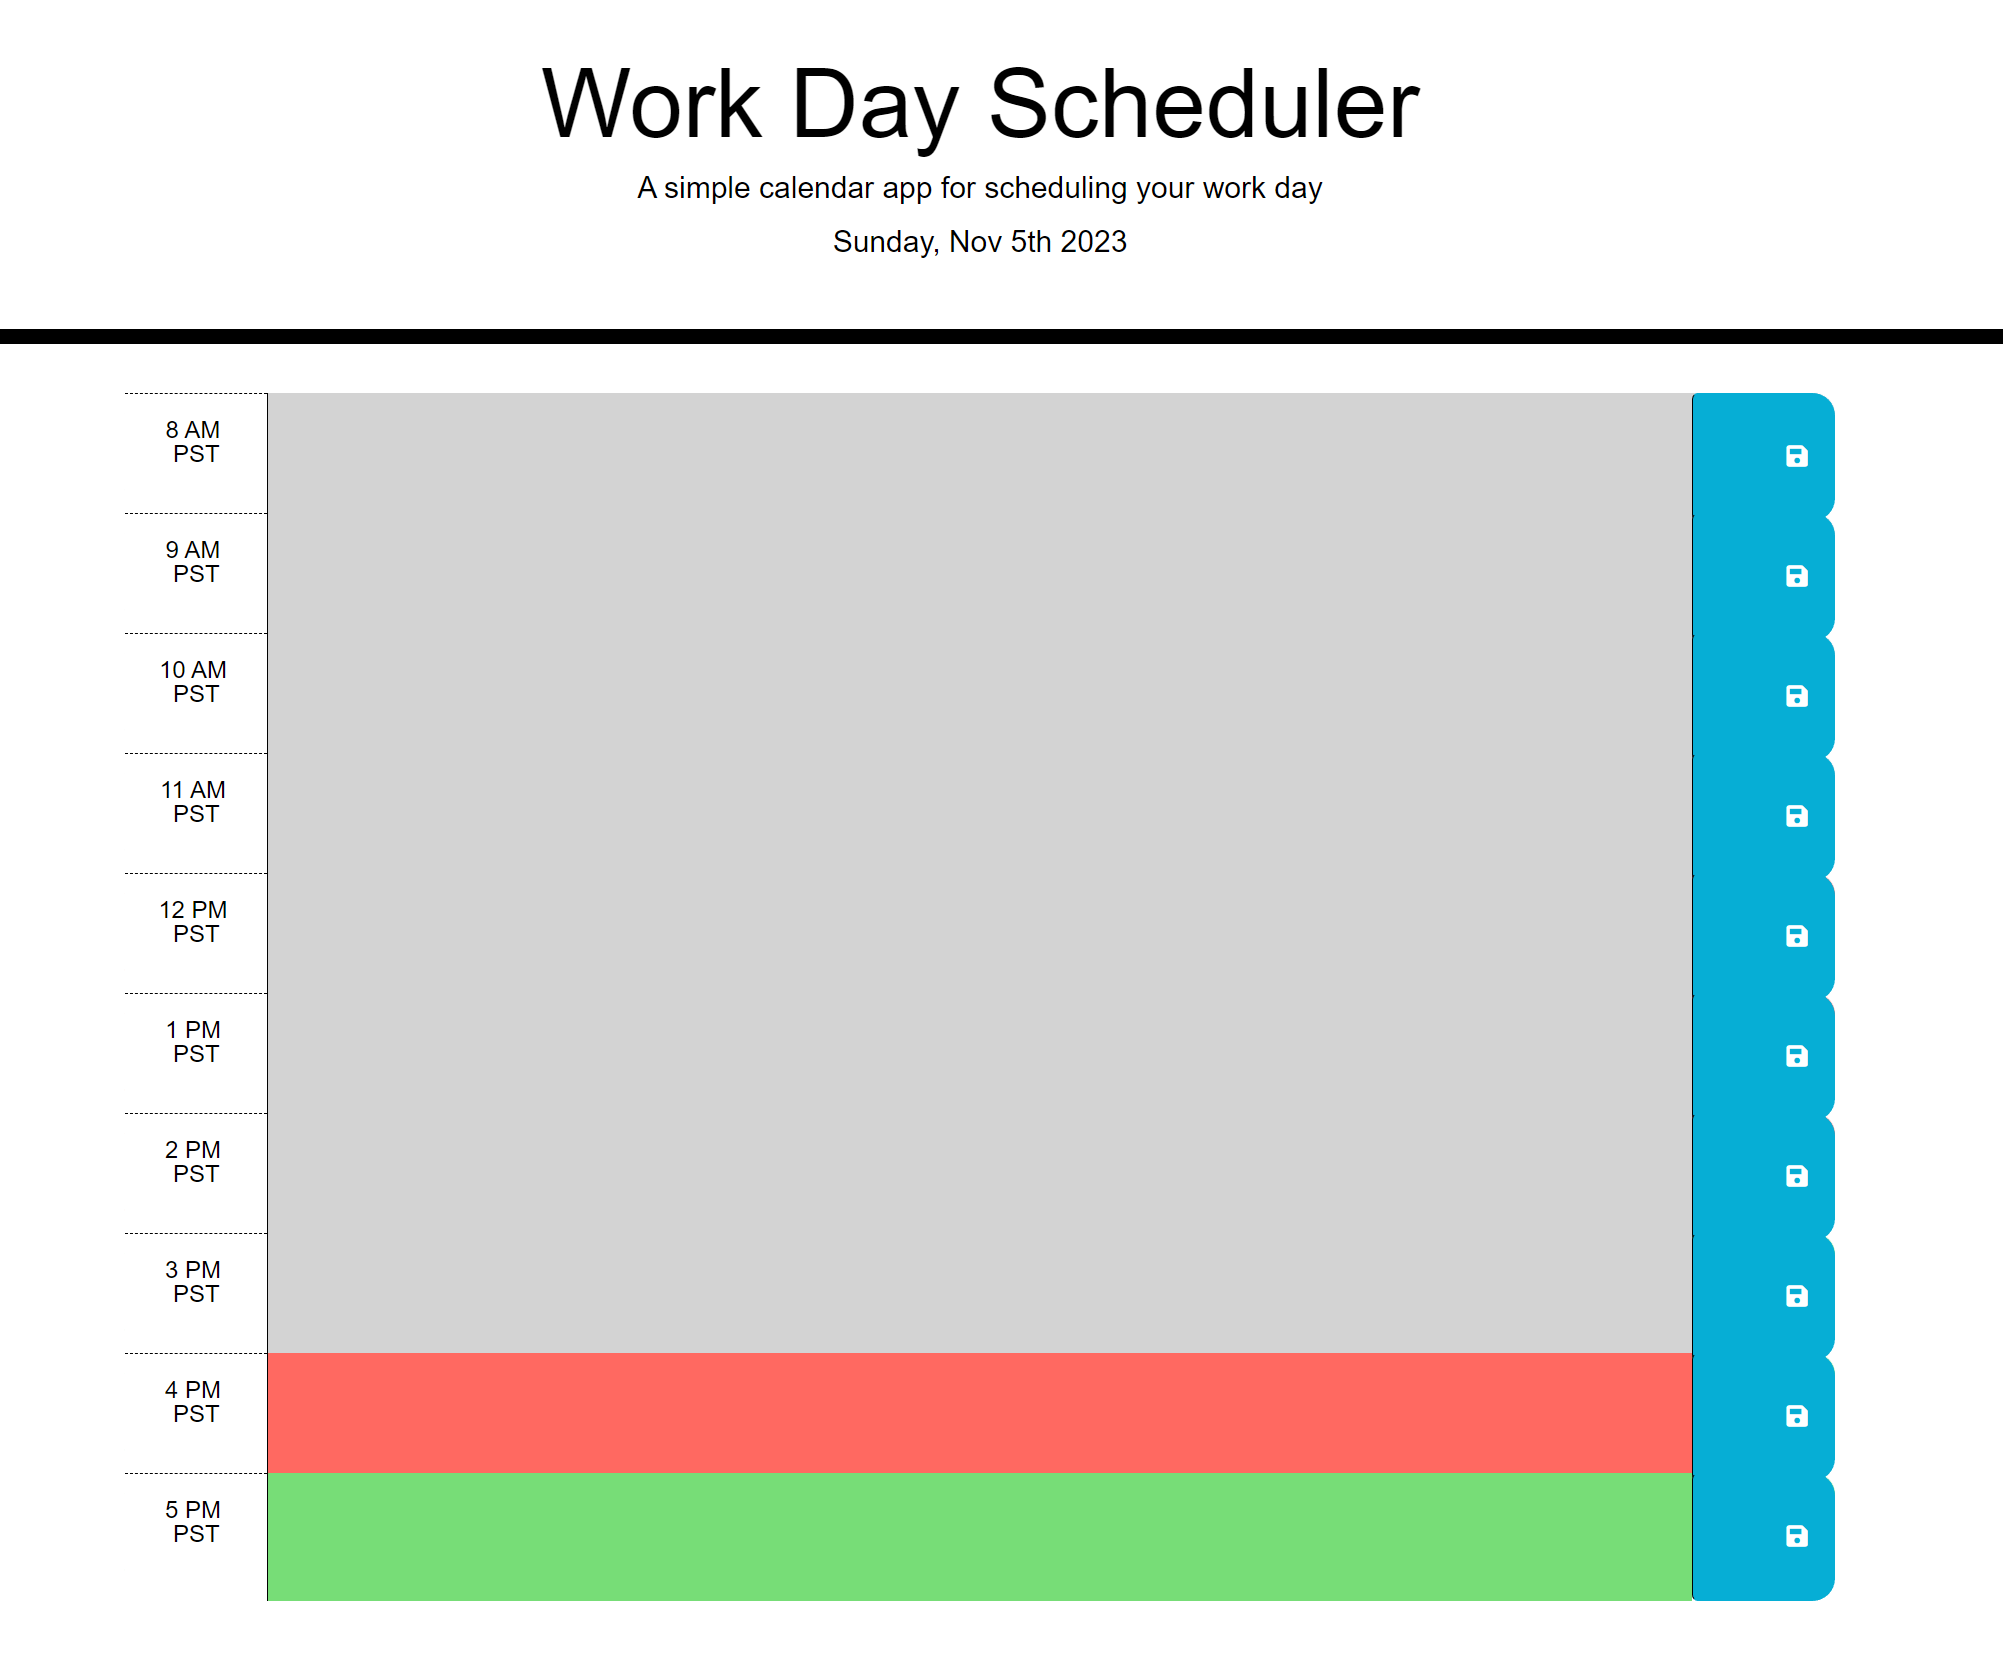 Work Day Scheduler
A simple calendar app for scheduling your work day
Sunday, Nov 5th 2023
8 AM
PST
9 AM
PST
10 AM
PST
11 AM
PST
12 PM
PST
1 PM
PST
2 PM
PST
3 PM
PST
4 PM
PST
5 PM
PST